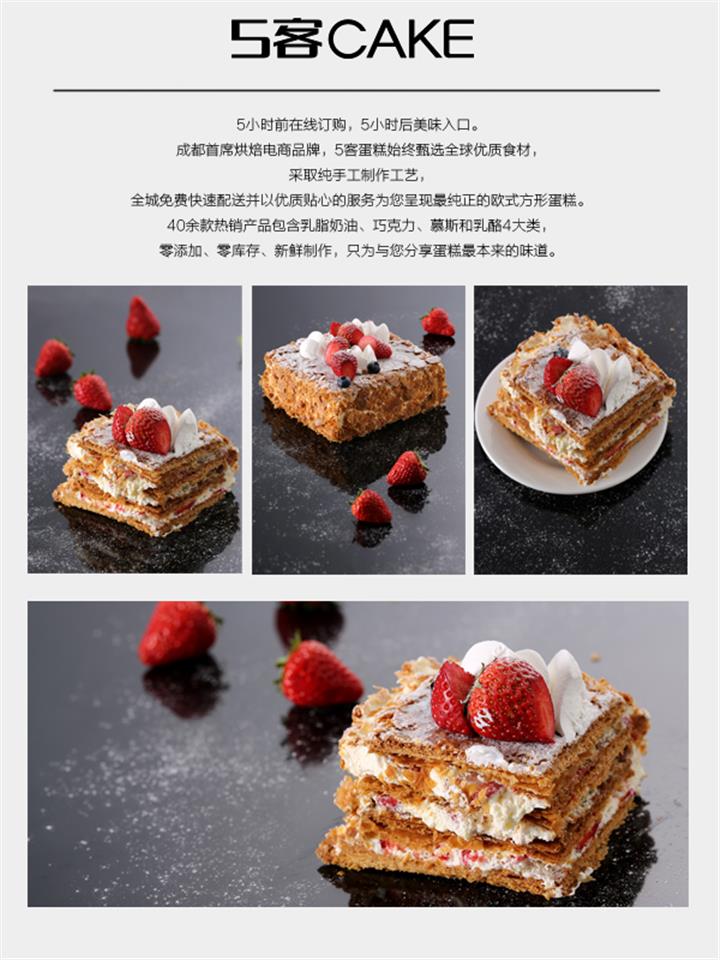 5客CAKE
5小时前在线订购，5小时后美味入口。
成都首席烘焙电商品牌，5客蛋糕始终甄选全球优质食材，
采取纯手工制作工艺，
全城免费快速配送并以优质贴心的服务为您呈现最纯正的欧式方形蛋糕。
40余款热销产品包含乳脂奶油、巧克力、慕斯和乳酪4大类，
零添加、零库存、新鲜制作，只为与您分享蛋糕最本来的味道。